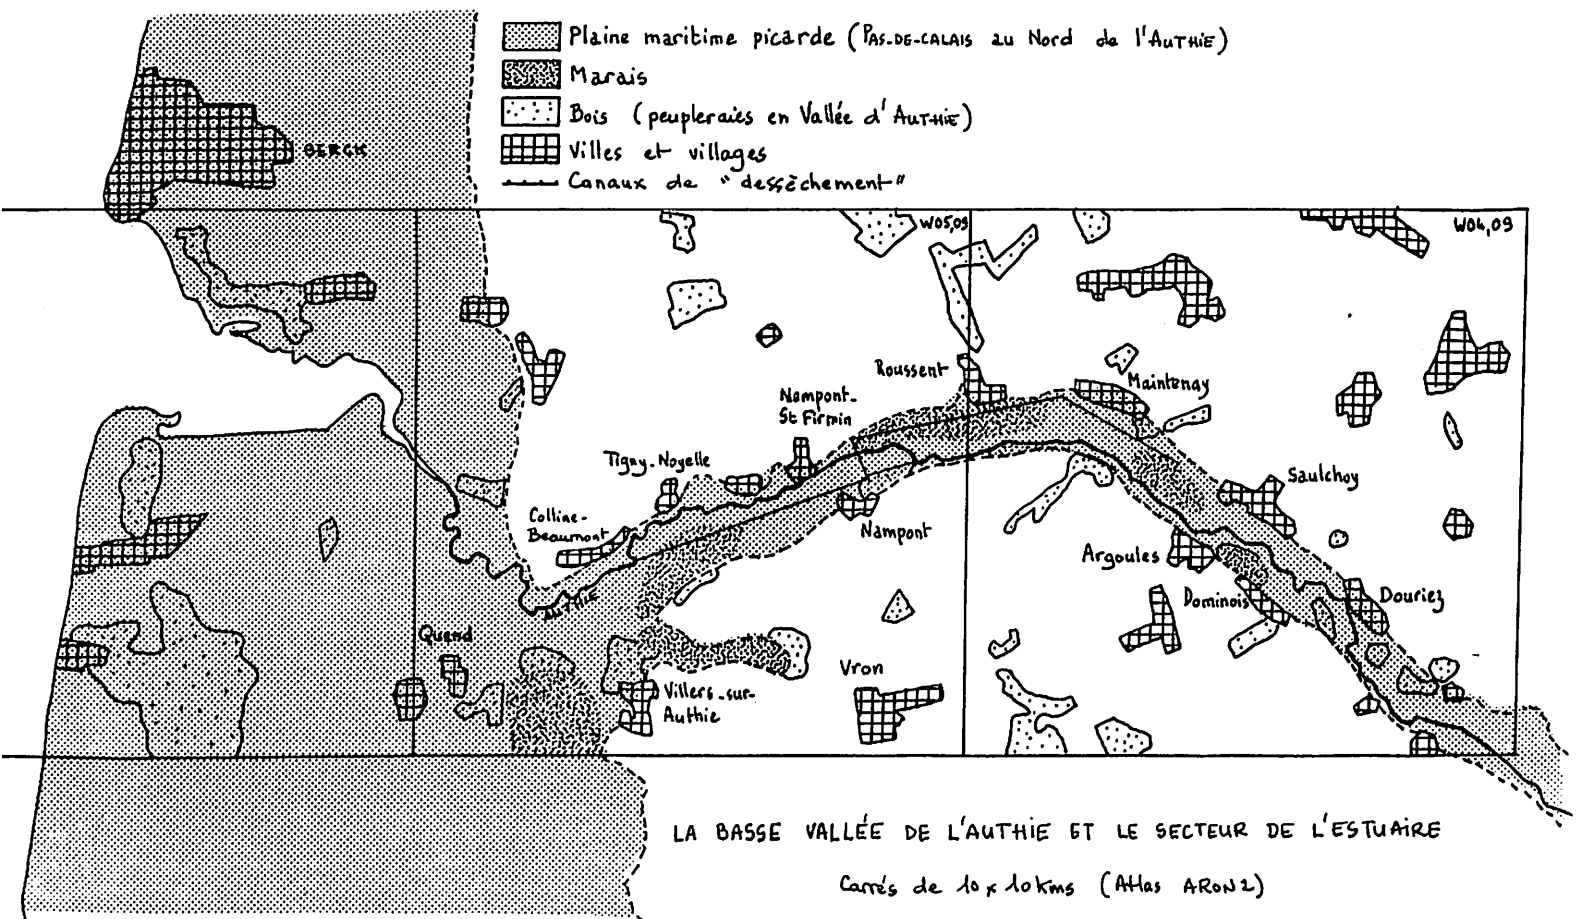 Plaine maritime picarde (PAS-DE-CALAIS au Nord de l'AUTHIE)
Marais
Bois (peupleraies en Vallée d'AUTHIE)
Villes et villages
Canaux de "dessèchement"
BERCK
W05,09
W04,09
Roussent
Maintenay
Nampont-
St Firmin
Tigny-Noyelle
Saulchoy
Colline-
Beaumont
Nampont
Argoules
AUTHIE
Dominois
Douriez
Quend
Vron
Villers-sur-
Authie
LA BASSE VALLÉE DE L'AUTHIE ET LE SECTEUR DE L'ESTUAIRE
Carrés de 10 x 10 kms (Atlas ARON2)